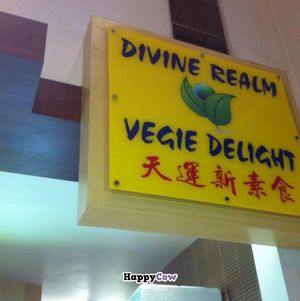 DIVINE REALM
VEGIE DELIGHT
天運新素食
HappyCow